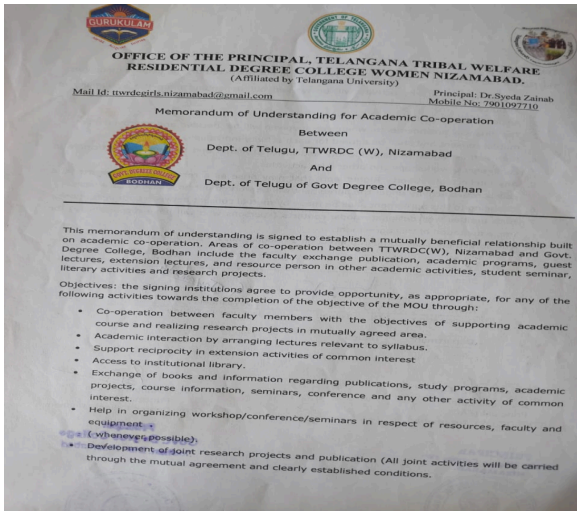 GURUKULAM
OFFICE OF THE PRINCIPAL, TELANGANA TRIBAL WELFARE
RESIDENTIAL DEGREE COLLEGE WOMEN NIZAMABAD.
(Affiliated by Telangana University)
Mail Id: ttwrdcgirls.nizamabad@gmail.com
Principal: Dr.Syeda Zainab
Mobile No: 7901097710
Memorandum of Understanding for Academic Co-operation
Between
Dept. of Telugu, TTWRDC (W), Nizamabad
And
Dept. of Telugu of Govt Degree College, Bodhan
GOVT. DEGREE COLLEGE
BODHAN
This memorandum of understanding is signed to establish a mutually beneficial relationship built
on academic co-operation. Areas of co-operation between TTWRDC(W), Nizamabad and Govt.
Degree College, Bodhan include the faculty exchange publication, academic programs, guest
lectures, extension lectures, and resource person in other academic activities, student seminar,
literary activities and research projects.
Objectives: the signing institutions agree to provide opportunity, as appropriate, for any of the
following activities towards the completion of the objective of the MOU through:
• Co-operation between faculty members with the objectives of supporting academic
course and realizing research projects in mutually agreed area.
• Academic interaction by arranging lectures relevant to syllabus.
• Support reciprocity in extension activities of common interest
• Access to institutional library.
• Exchange of books and information regarding publications, study programs, academic
projects, course information, seminars, conference and any other activity of common
interest.
• Help in organizing workshop/conference/seminars in respect of resources, faculty and
equipment
( whenever possible)
• Development of joint research projects and publication (All joint activities will be carried
through the mutual agreement and clearly established conditions.